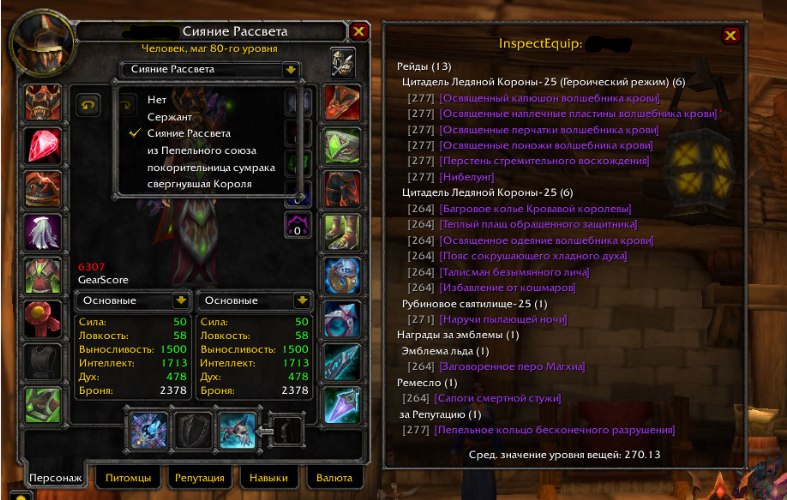 Сияние Рассвета
Человек, маг 80-го уровня
Сияние Рассвета
Нет
Сержант
Сияние Рассвета
из Пепельного союза
покорительница сумрака
свергнувшая Короля
0
6307
GearScore
Основные
Сила: 50
Ловкость: 58
Выносливость: 1500
Интеллект: 1713
Дух: 478
Броня: 2378
Основные
Сила: 50
Ловкость: 58
Выносливость: 1500
Интеллект: 1713
Дух: 478
Броня: 2378
Персонаж
Питомцы
Репутация
Навыки
Валюта
InspectEquip:
Рейды (13)
Цитадель Ледяной Короны-25 (Героический режим) (6)
[277] [Освященный капюшон волшебника крови]
[277] [Освященные наплечные пластины волшебника крови]
[277] [Освященные перчатки волшебника крови]
[277] [Освященные поножи волшебника крови]
[277] [Перстень стремительного восхождения]
[277] [Нибелунг]
Цитадель Ледяной Короны-25 (6)
[264] [Багровое колье Кровавой королевы]
[264] [Теплый плащ обращенного защитника]
[264] [Освященное одеяние волшебника крови]
[264] [Пояс сокрушающего хладного духа]
[264] [Талисман безымянного лича]
[264] [Избавление от кошмаров]
Рубиновое святилище-25 (1)
[271] [Наручи пылающей ночи]
Награды за эмблемы (1)
Эмблема льда (1)
[264] [Заговоренное перо Магхиа]
Ремесло (1)
[264] [Сапоги смертной стужи]
за Репутацию (1)
[277] [Пепельное кольцо бесконечного разрушения]
Сред. значение уровня вещей: 270.13